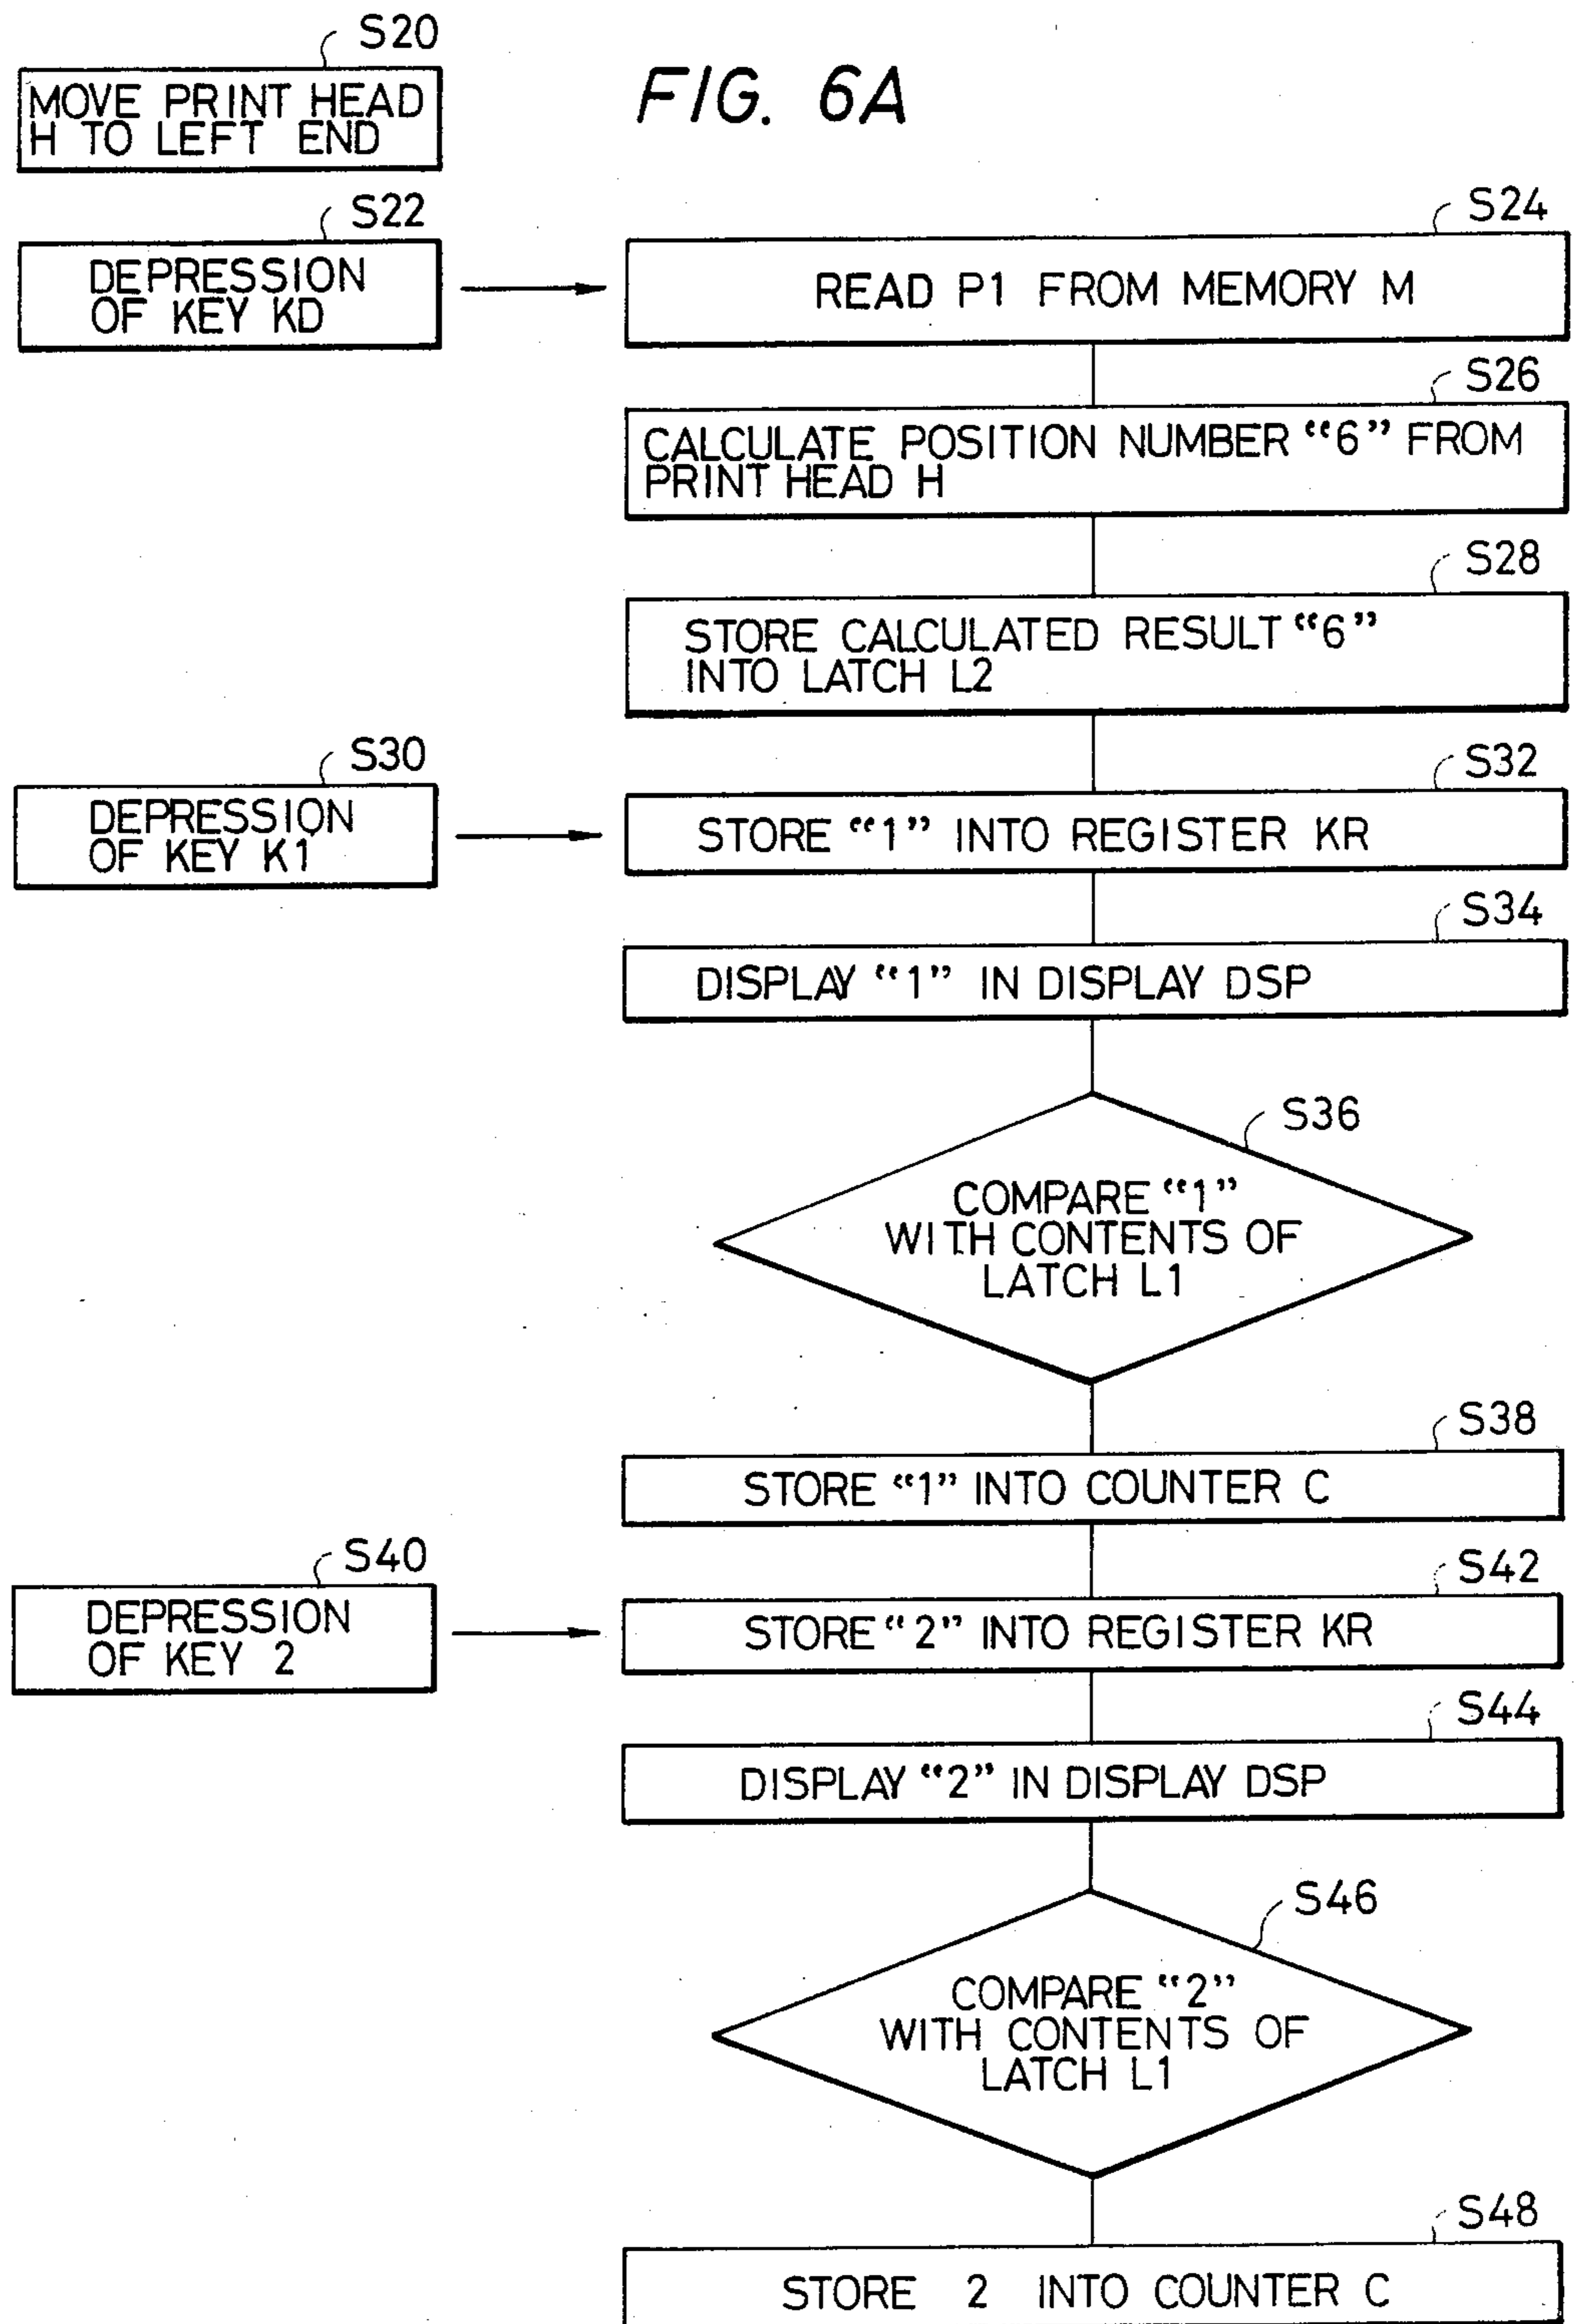 S20
MOVE PRINT HEAD
H TO LEFT END
FIG. 6A
S22
DEPRESSION
OF KEY KD
S24
READ P1 FROM MEMORY M
S26
CALCULATE POSITION NUMBER “6” FROM
PRINT HEAD H
S28
STORE CALCULATED RESULT “6”
INTO LATCH L2
S30
DEPRESSION
OF KEY K1
S32
STORE “1” INTO REGISTER KR
S34
DISPLAY “1” IN DISPLAY DSP
S36
COMPARE “1”
WITH CONTENTS OF
LATCH L1
S38
STORE “1” INTO COUNTER C
S40
DEPRESSION
OF KEY 2
S42
STORE “2” INTO REGISTER KR
S44
DISPLAY “2” IN DISPLAY DSP
S46
COMPARE “2”
WITH CONTENTS OF
LATCH L1
S48
STORE 2 INTO COUNTER C